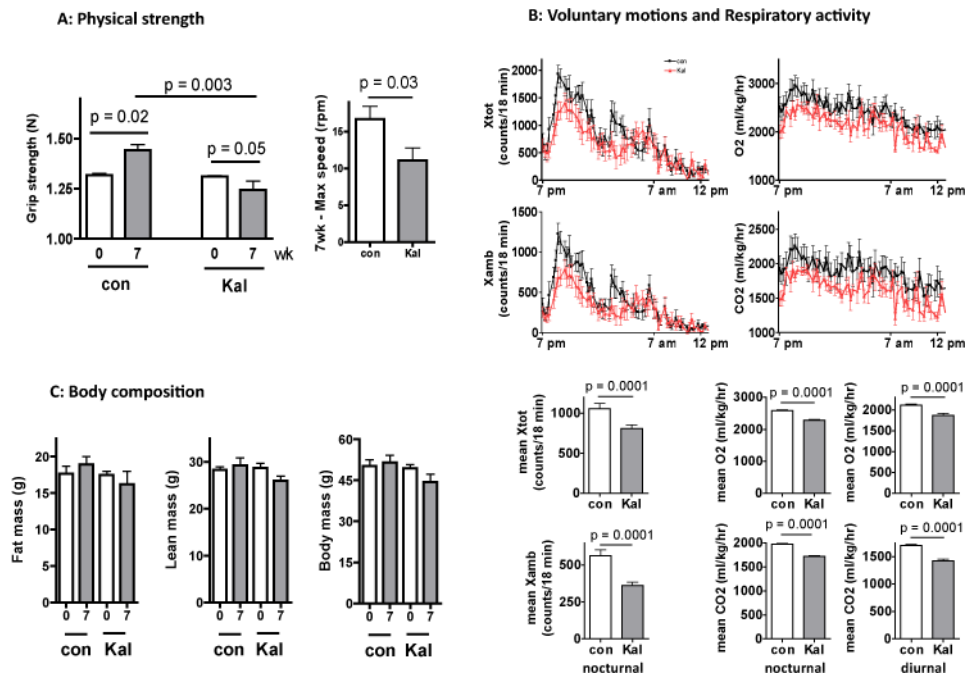 A: Physical strength
p = 0.003
p = 0.02
p = 0.05
Grip strength (N)
1.50
1.25
1.00
0 7 0 7 wk
con Kal
p = 0.03
7wk - Max speed (rpm)
15
10
5
0
con Kal
B: Voluntary motions and Respiratory activity
con
Kal
Xtot
(counts/18 min)
2000
1500
1000
500
0
7 pm 7 am 12 pm
O2 (ml/kg/hr)
3000
2000
1000
7 pm 7 am 12 pm
Xamb
(counts/18 min)
1500
1000
500
0
7 pm 7 am 12 pm
CO2 (ml/kg/hr)
2500
2000
1500
1000
7 pm 7 am 12 pm
C: Body composition
Fat mass (g)
20
15
10
5
0
0 7 0 7
con Kal
Lean mass (g)
30
20
10
0
0 7 0 7
con Kal
Body mass (g)
60
45
30
15
0
0 7 0 7
con Kal
p = 0.0001
mean Xtot
(counts/18 min)
1000
500
0
con Kal
p = 0.0001
mean O2 (ml/kg/hr)
3000
2000
1000
0
con Kal
p = 0.0001
mean O2 (ml/kg/hr)
2000
1500
1000
500
0
con Kal
p = 0.0001
mean Xamb
(counts/18 min)
500
250
0
con Kal
nocturnal
p = 0.0001
mean CO2 (ml/kg/hr)
2000
1500
1000
500
0
con Kal
nocturnal
p = 0.0001
mean CO2 (ml/kg/hr)
1500
1000
500
0
con Kal
diurnal